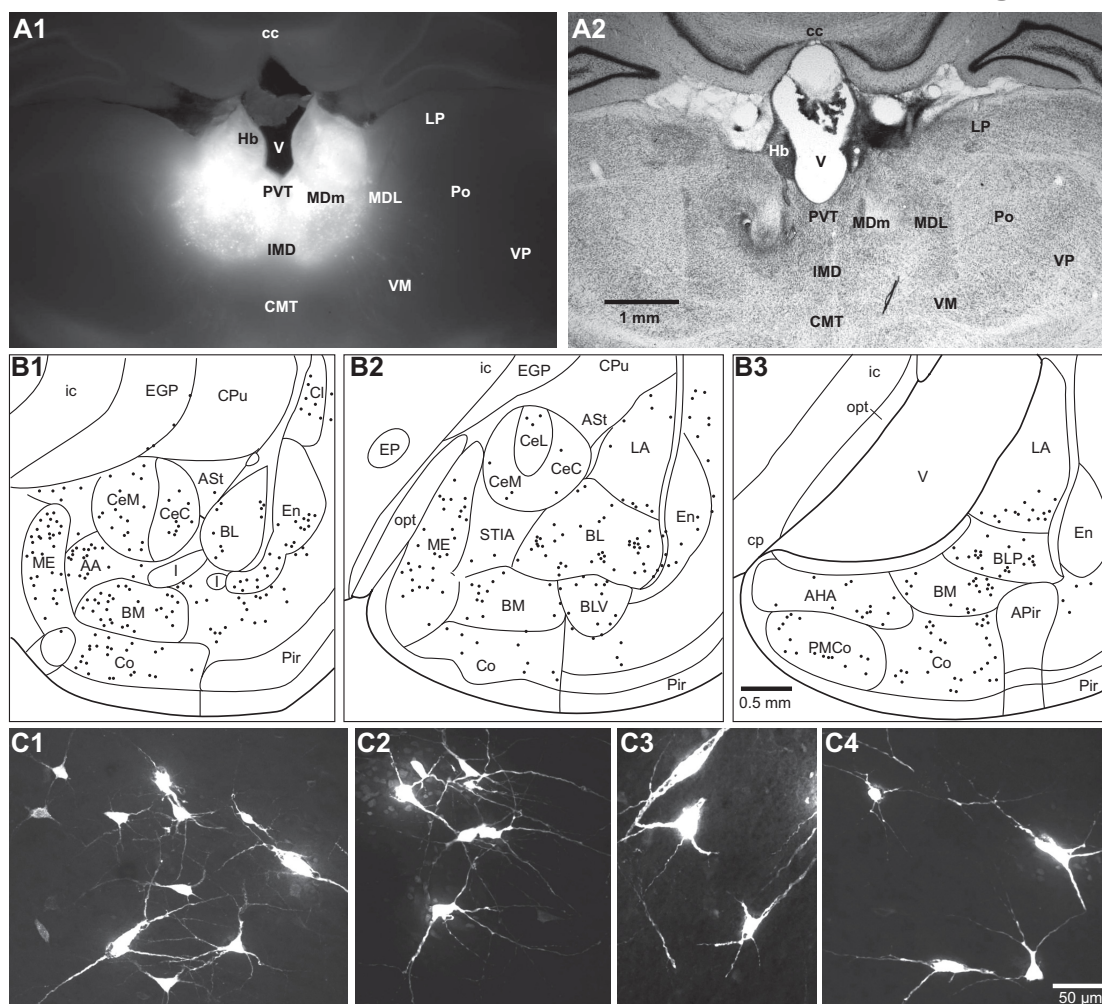 A1
cc
LP
Hb
V
PVT
MDm
MDL
Po
IMD
VP
VM
CMT
A2
cc
LP
Hb
V
PVT
MDm
MDL
Po
IMD
VP
VM
CMT
1 mm
B1
ic
EGP
CPu
Cl
ASt
CeM
CeC
BL
En
ME
AA
I
I
BM
Co
Pir
B2
ic
EGP
CPu
EP
ASt
CeL
LA
CeC
CeM
opt
En
ME
STIA
BL
BM
BLV
Co
Pir
B3
ic
opt
LA
V
cp
En
BLP
AHA
BM
APir
PMCo
Co
Pir
0.5 mm
C1
C2
C3
C4
50 µm